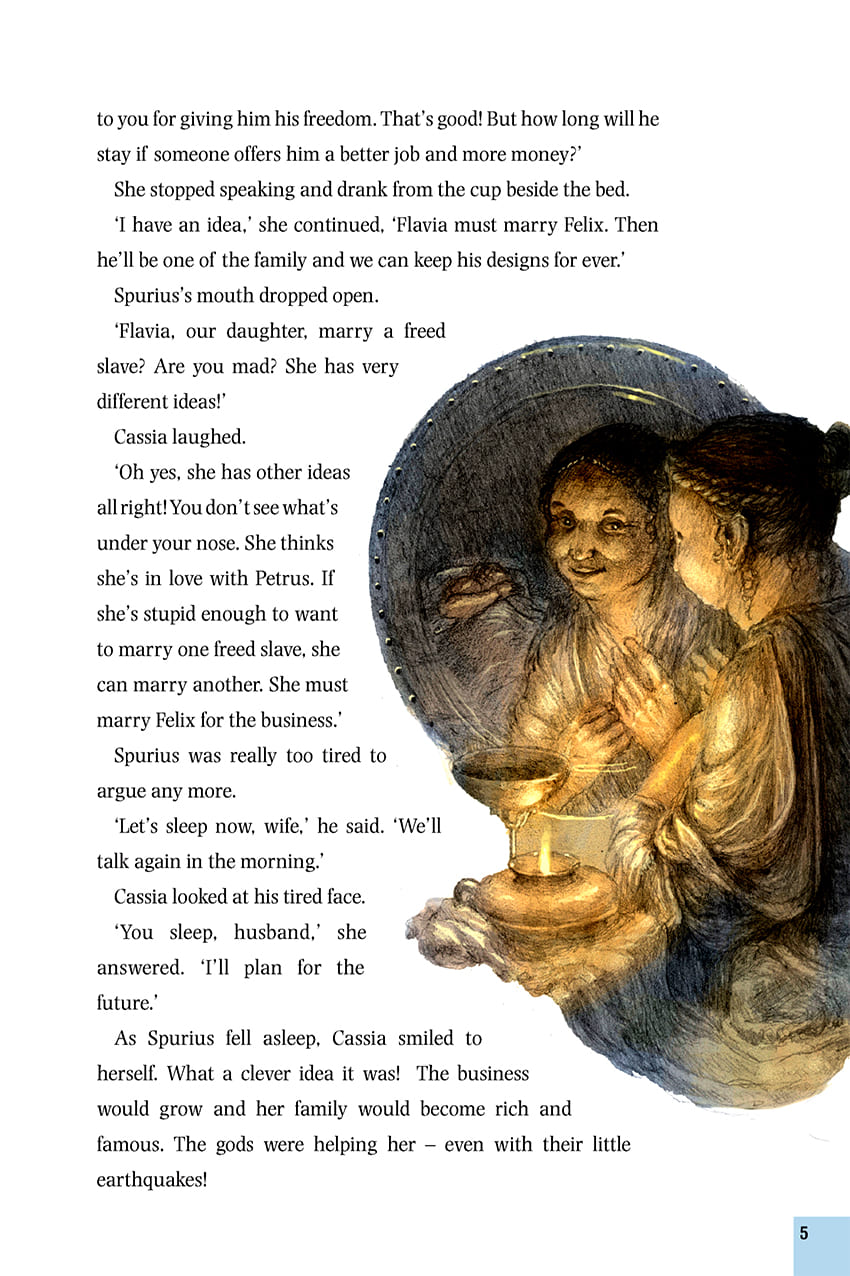 to you for giving him his freedom. That’s good! But how long will he
stay if someone offers him a better job and more money?’
She stopped speaking and drank from the cup beside the bed.
‘I have an idea,’ she continued, ‘Flavia must marry Felix. Then
he’ll be one of the family and we can keep his designs for ever.’
Spurius’s mouth dropped open.
‘Flavia, our daughter, marry a freed
slave? Are you mad? She has very
different ideas!’
Cassia laughed.
‘Oh yes, she has other ideas
all right! You don’t see what’s
under your nose. She thinks
she’s in love with Petrus. If
she’s stupid enough to want
to marry one freed slave, she
can marry another. She must
marry Felix for the business.’
Spurius was really too tired to
argue any more.
‘Let’s sleep now, wife,’ he said. ‘We’ll
talk again in the morning.’
Cassia looked at his tired face.
‘You sleep, husband,’ she
answered. ‘I’ll plan for the
future.’
As Spurius fell asleep, Cassia smiled to
herself. What a clever idea it was! The business
would grow and her family would become rich and
famous. The gods were helping her – even with their little
earthquakes!
5